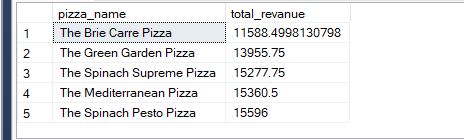 pizza_name total_revanue
1 The Brie Carre Pizza 11588.4998130798
2 The Green Garden Pizza 13955.75
3 The Spinach Supreme Pizza 15277.75
4 The Mediterranean Pizza 15360.5
5 The Spinach Pesto Pizza 15596